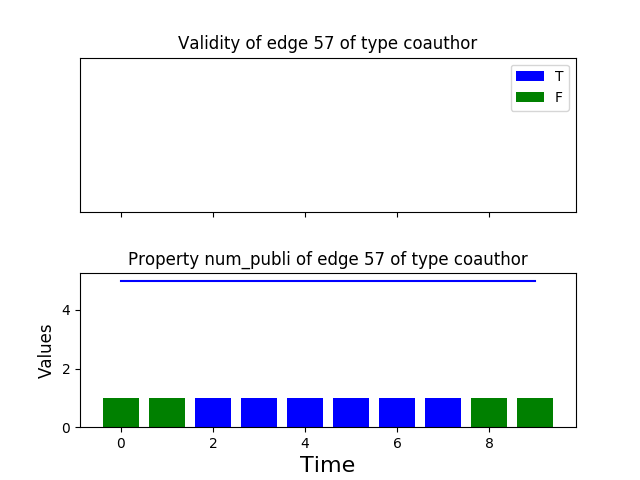 Validity of edge 57 of type coauthor
T
F
Property num_publi of edge 57 of type coauthor
4
2
0
Values
0 2 4 6 8
Time